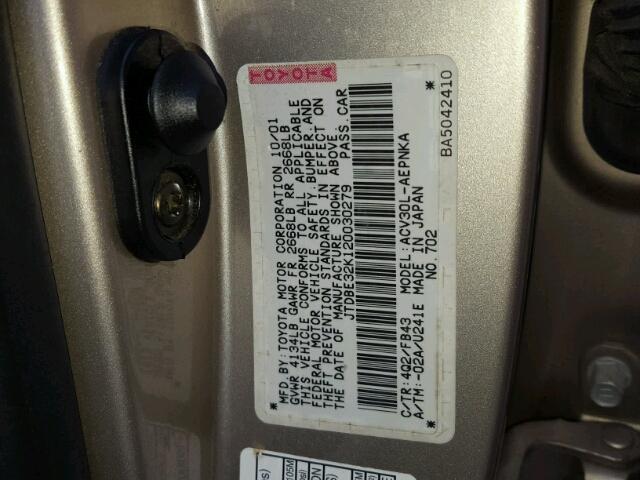 TOYOTA
*MFD.BY:TOYOTA MOTOR CORPORATION 10/01
GVWR 4134LB GAWR FR 2668LB RR 2668LB
THIS VEHICLE CONFORMS TO ALL APPLICABLE
FEDERAL MOTOR VEHICLE SAFETY.BUMPER.AND
THEFT PREVENTION STANDARDS IN EFFECT ON
THE DATE OF MANUFACTURE SHOWN ABOVE.
* JTDBE32K120030279 PASS.CAR *
C/TR:4Q2/FB43 MODEL:ACV30L-AEPNKA
A/TM:-02A/U241E MADE IN JAPAN
NO.702
*BA5042410*
105M